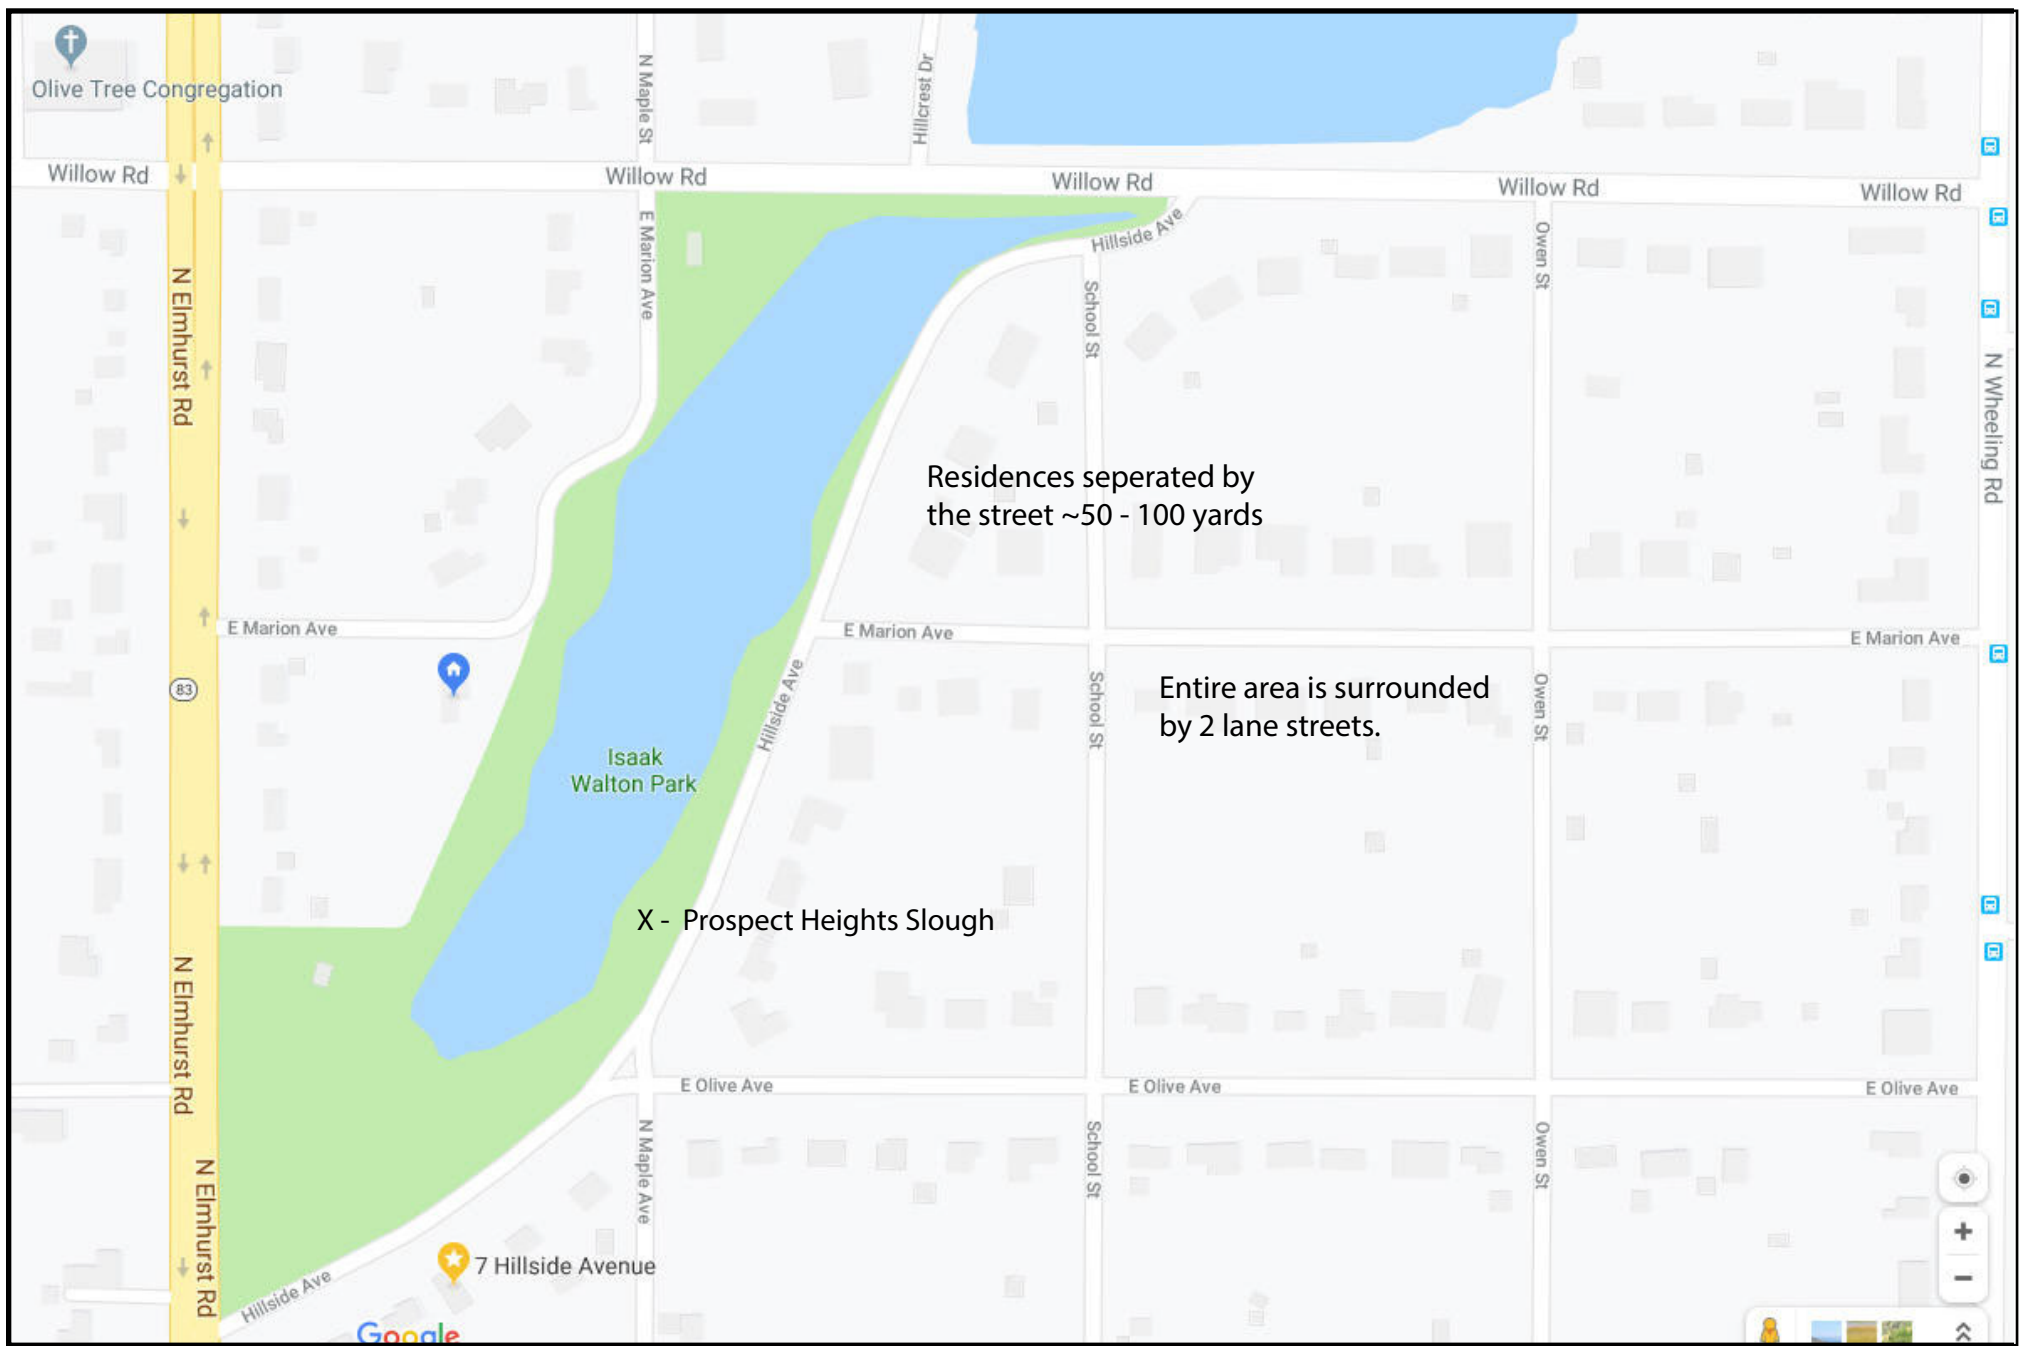 Olive Tree Congregation
N Maple St
Hillcrest Dr
Willow Rd
Willow Rd
Willow Rd
Willow Rd
Willow Rd
N Elmhurst Rd
E Marion Ave
Hillside Ave
School St
Owen St
N Wheeling Rd
Residences seperated by
the street ~50 - 100 yards
E Marion Ave
E Marion Ave
E Marion Ave
83
Hillside Ave
School St
Entire area is surrounded
by 2 lane streets.
Owen St
Isaak
Walton Park
X - Prospect Heights Slough
N Elmhurst Rd
E Olive Ave
E Olive Ave
E Olive Ave
N Elmhurst Rd
N Maple Ave
School St
Owen St
7 Hillside Avenue
Hillside Ave
Google